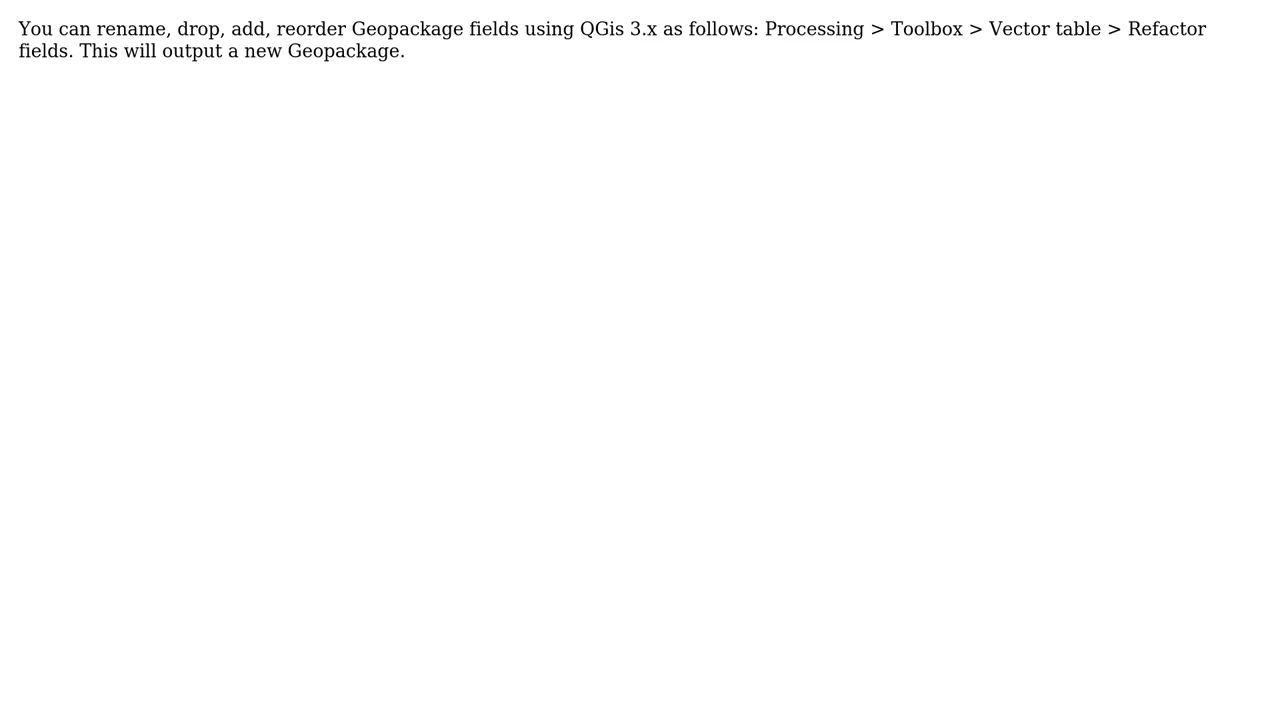 You can rename, drop, add, reorder Geopackage fields using QGis 3.x as follows: Processing > Toolbox > Vector table > Refactor
fields. This will output a new Geopackage.